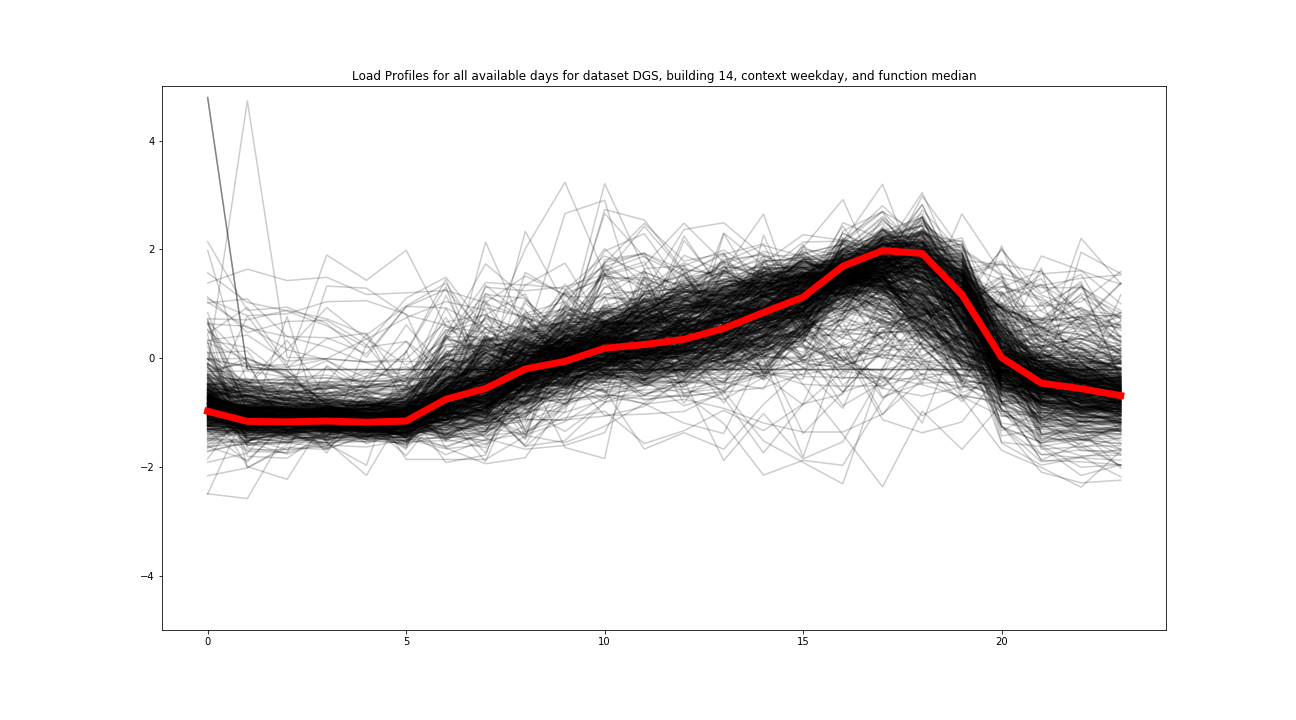 Load Profiles for all available days for dataset DGS, building 14, context weekday, and function median
4
2
0
−2
−4
0 5 10 15 20